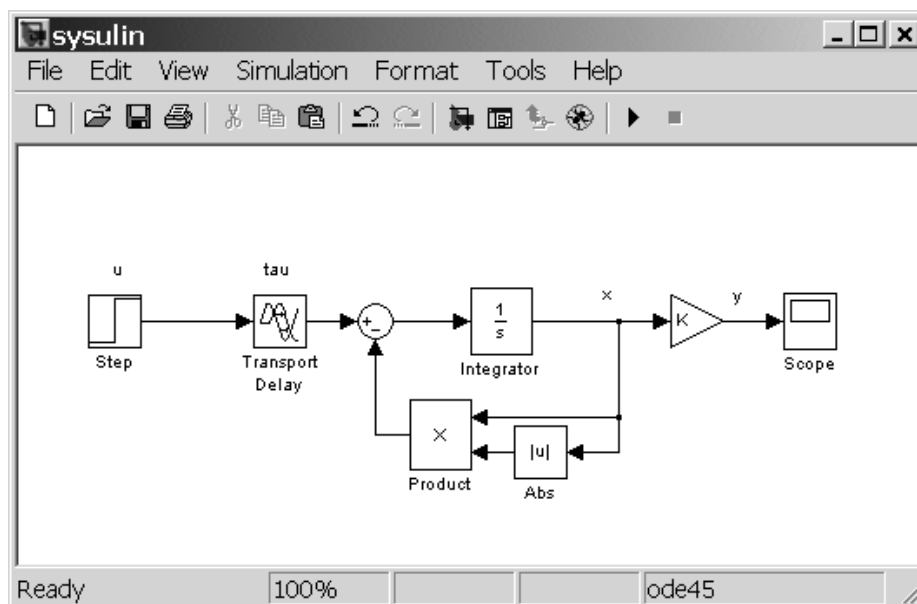 sysulin
File Edit View Simulation Format Tools Help
u
tau
x
y
+
−
1
s
K
Step
Transport
Delay
Integrator
Scope
×
|u|
Product
Abs
Ready 100% ode45